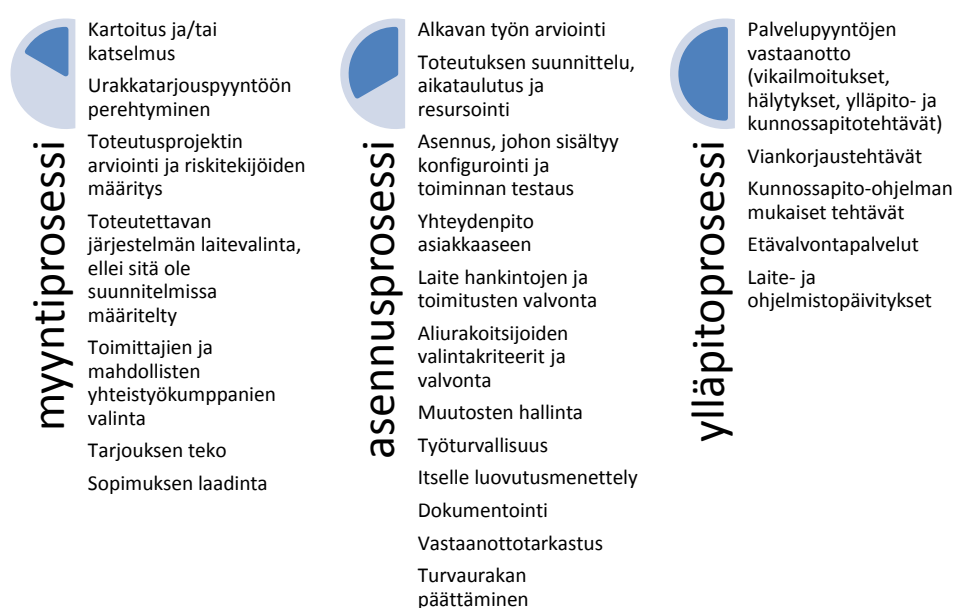 myyntiprosessi
Kartoitus ja/tai
katselmus
Urakkatarjouspyyntöön
perehtyminen
Toteutusprojektin
arviointi ja riskitekijöiden
määritys
Toteutettavan
järjestelmän laitevalinta,
ellei sitä ole
suunnitelmissa
määritelty
Toimittajien ja
mahdollisten
yhteistyökumppanien
valinta
Tarjouksen teko
Sopimuksen laadinta
asennusprosessi
Alkavan työn arviointi
Toteutuksen suunnittelu,
aikataulutus ja
resursointi
Asennus, johon sisältyy
konfigurointi ja
toiminnan testaus
Yhteydenpito
asiakkaaseen
Laite hankintojen ja
toimitusten valvonta
Aliurakoitsijoiden
valintakriteerit ja
valvonta
Muutosten hallinta
Työturvallisuus
Itselle luovutusmenettely
Dokumentointi
Vastaanottotarkastus
Turvaurakan
päättäminen
ylläpitoprosessi
Palvelupyyntöjen
vastaanotto
(vikailmoitukset,
hälytykset, ylläpito- ja
kunnossapitotehtävät)
Viankorjaustehtävät
Kunnossapito-ohjelman
mukaiset tehtävät
Etävalvontapalvelut
Laite- ja
ohjelmistopäivitykset